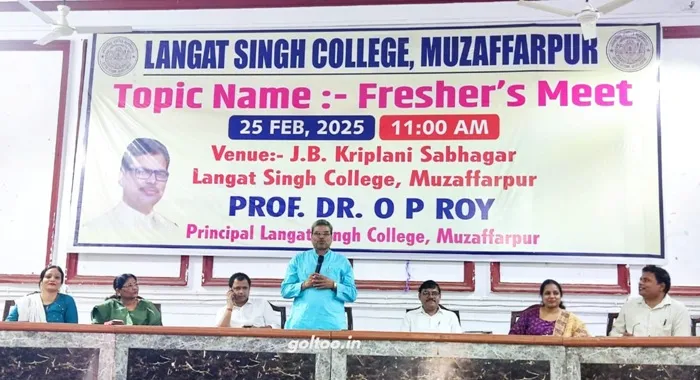 LANGAT SINGH COLLEGE, MUZAFFARPUR
Topic Name :- Fresher's Meet
25 FEB, 2025 11:00 AM
Venue:- J.B. Kriplani Sabhagar
Langat Singh College, Muzaffarpur
PROF. DR. O P ROY
Principal Langat Singh College, Muzaffarpur
goltoo.in